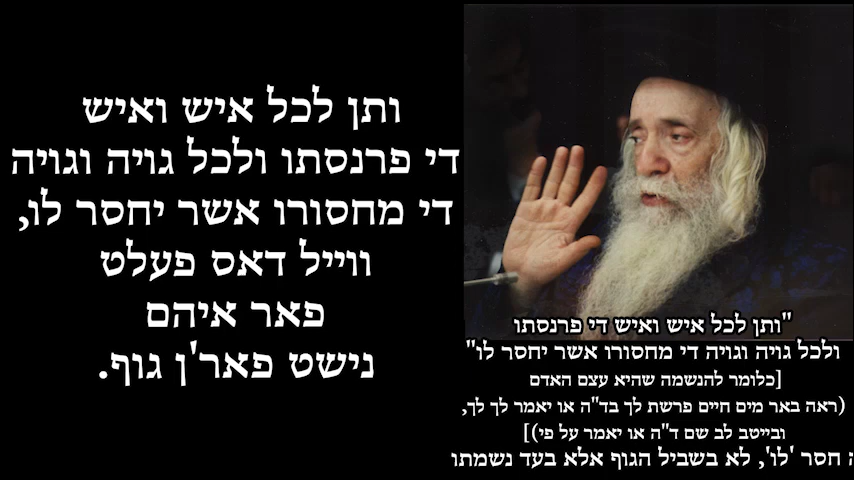 ותן לכל איש ואיש
די פרנסתו ולכל גויה וגויה
די מחסורו אשר יחסר לו,
ווייל דאס פעלט
פאר איהם
נישט פאר'ן גוף.
"ותן לכל איש ואיש די פרנסתו
ולכל גויה וגויה די מחסורו אשר יחסר לו"
[כלומר להנשמה שהיא עצם האדם
(ראה באר מים חיים פרשת לך בד"ה או יאמר לך לך,
ובייטב לב שם ד"ה או יאמר על פי)]
ה חסר 'לו', לא בשביל הגוף אלא בעד נשמתו